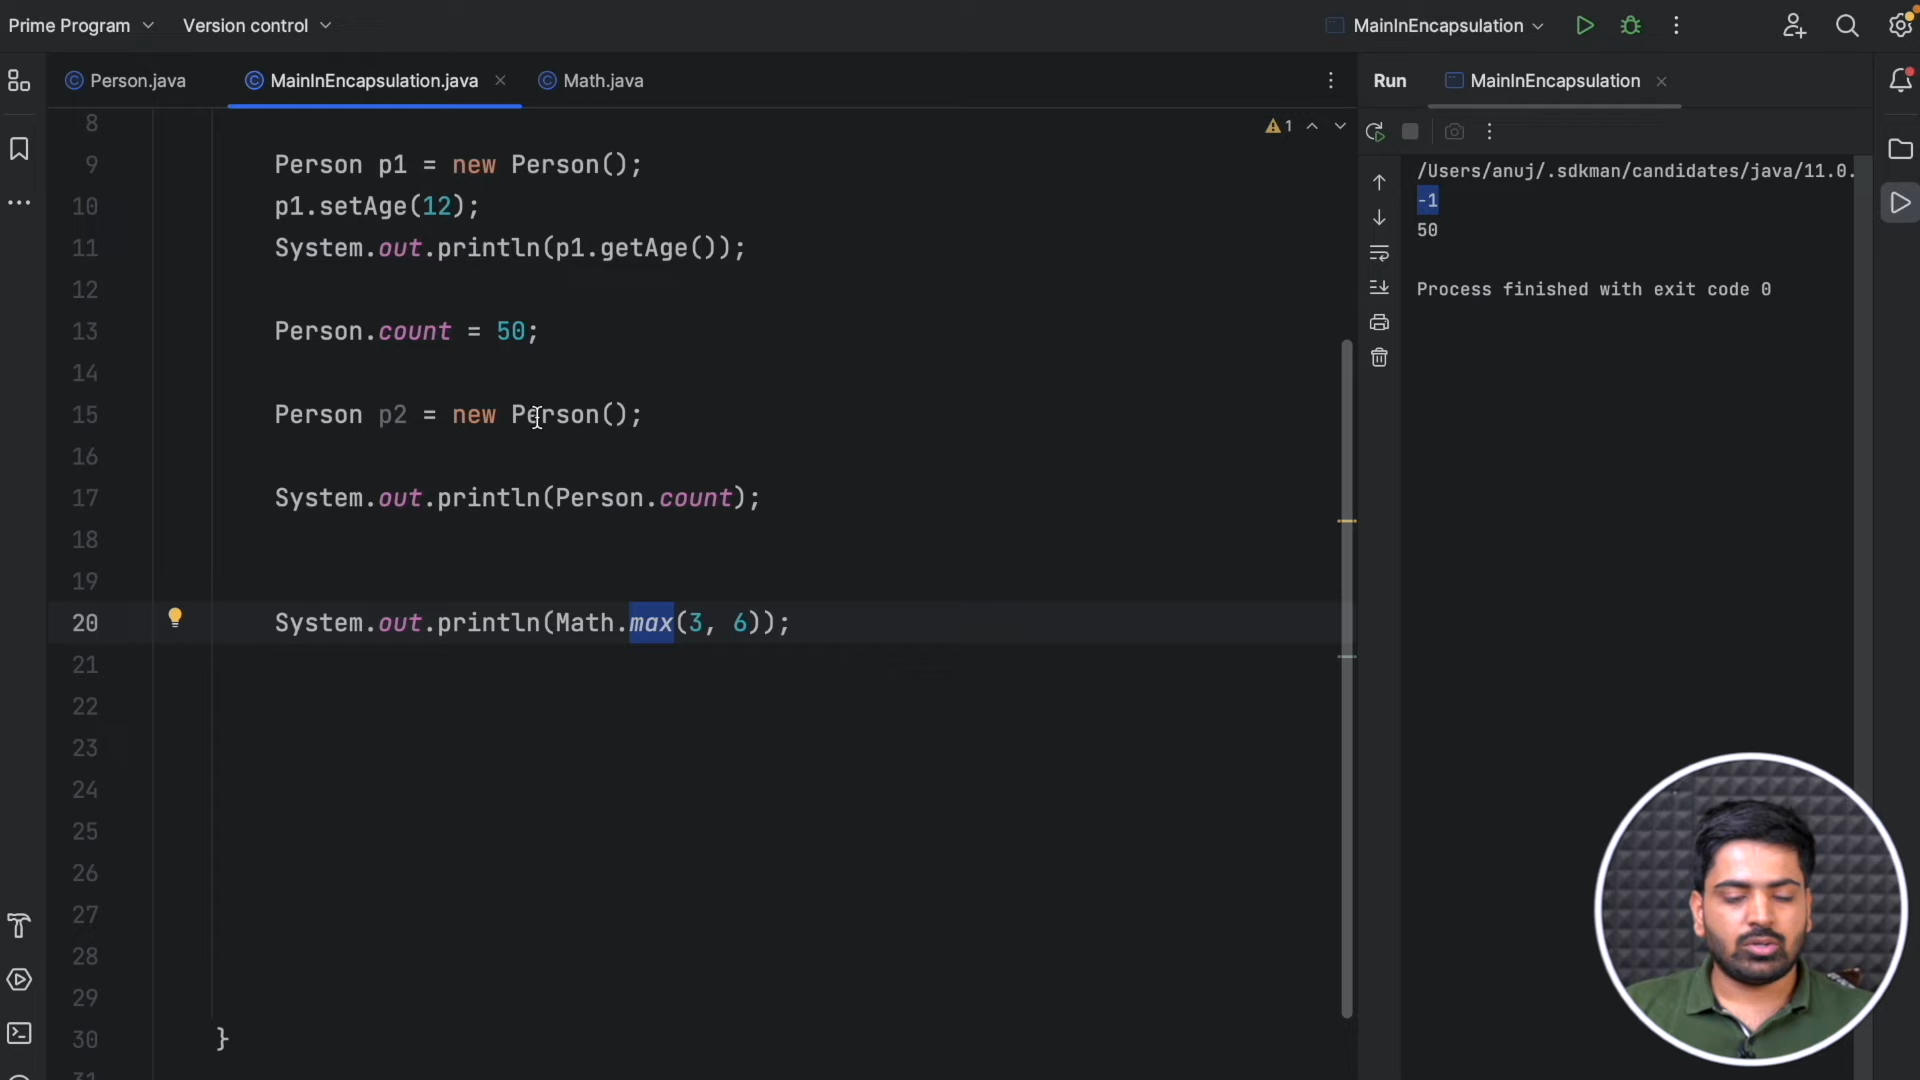 Prime Program Version control MainInEncapsulation
Person.java MainInEncapsulation.java Math.java Run MainInEncapsulation
1
8
9 Person p1 = new Person();
10 p1.setAge(12);
11 System.out.println(p1.getAge());
12
13 Person.count = 50;
14
15 Person p2 = new Person();
16
17 System.out.println(Person.count);
18
19
20 System.out.println(Math.max(3, 6));
21
22
23
24
25
26
27
28
29
30 }
31
/Users/anuj/.sdkman/candidates/java/11.0.
-1
50
Process finished with exit code 0